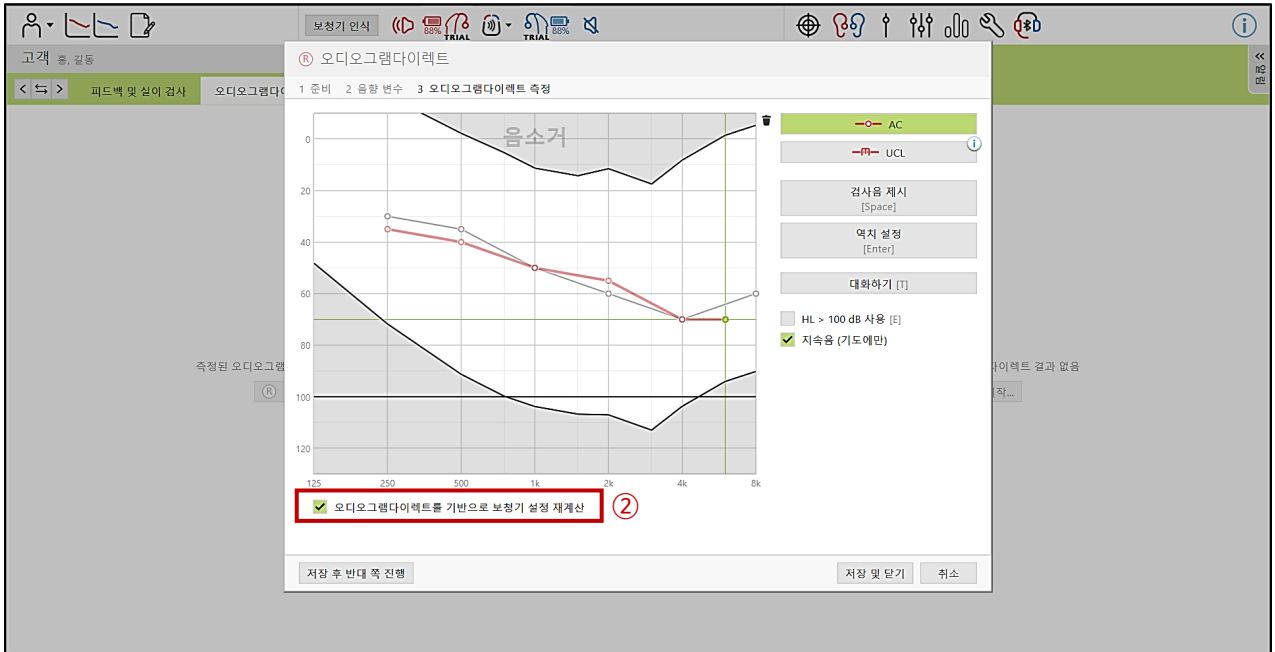 보청기 인식
88%
TRIAL
TRIAL
88%
i
고객 홍, 길동
® 오디오그램다이렉트
«
알림
< ⇆ >
피드백 및 실이 검사
오디오그램다이
1 준비 2 음향 변수 3 오디오그램다이렉트 측정
음소거
0
20
40
60
80
100
120
125 250 500 1k 2k 4k 8k
AC
UCL
i
검사음 제시
[Space]
역치 설정
[Enter]
대화하기 [T]
HL > 100 dB 사용 [E]
지속음 (기도에만)
측정된 오디오그램
다이렉트 결과 없음
®
작...
오디오그램다이렉트를 기반으로 보청기 설정 재계산
②
저장 후 반대 쪽 진행
저장 및 닫기
취소